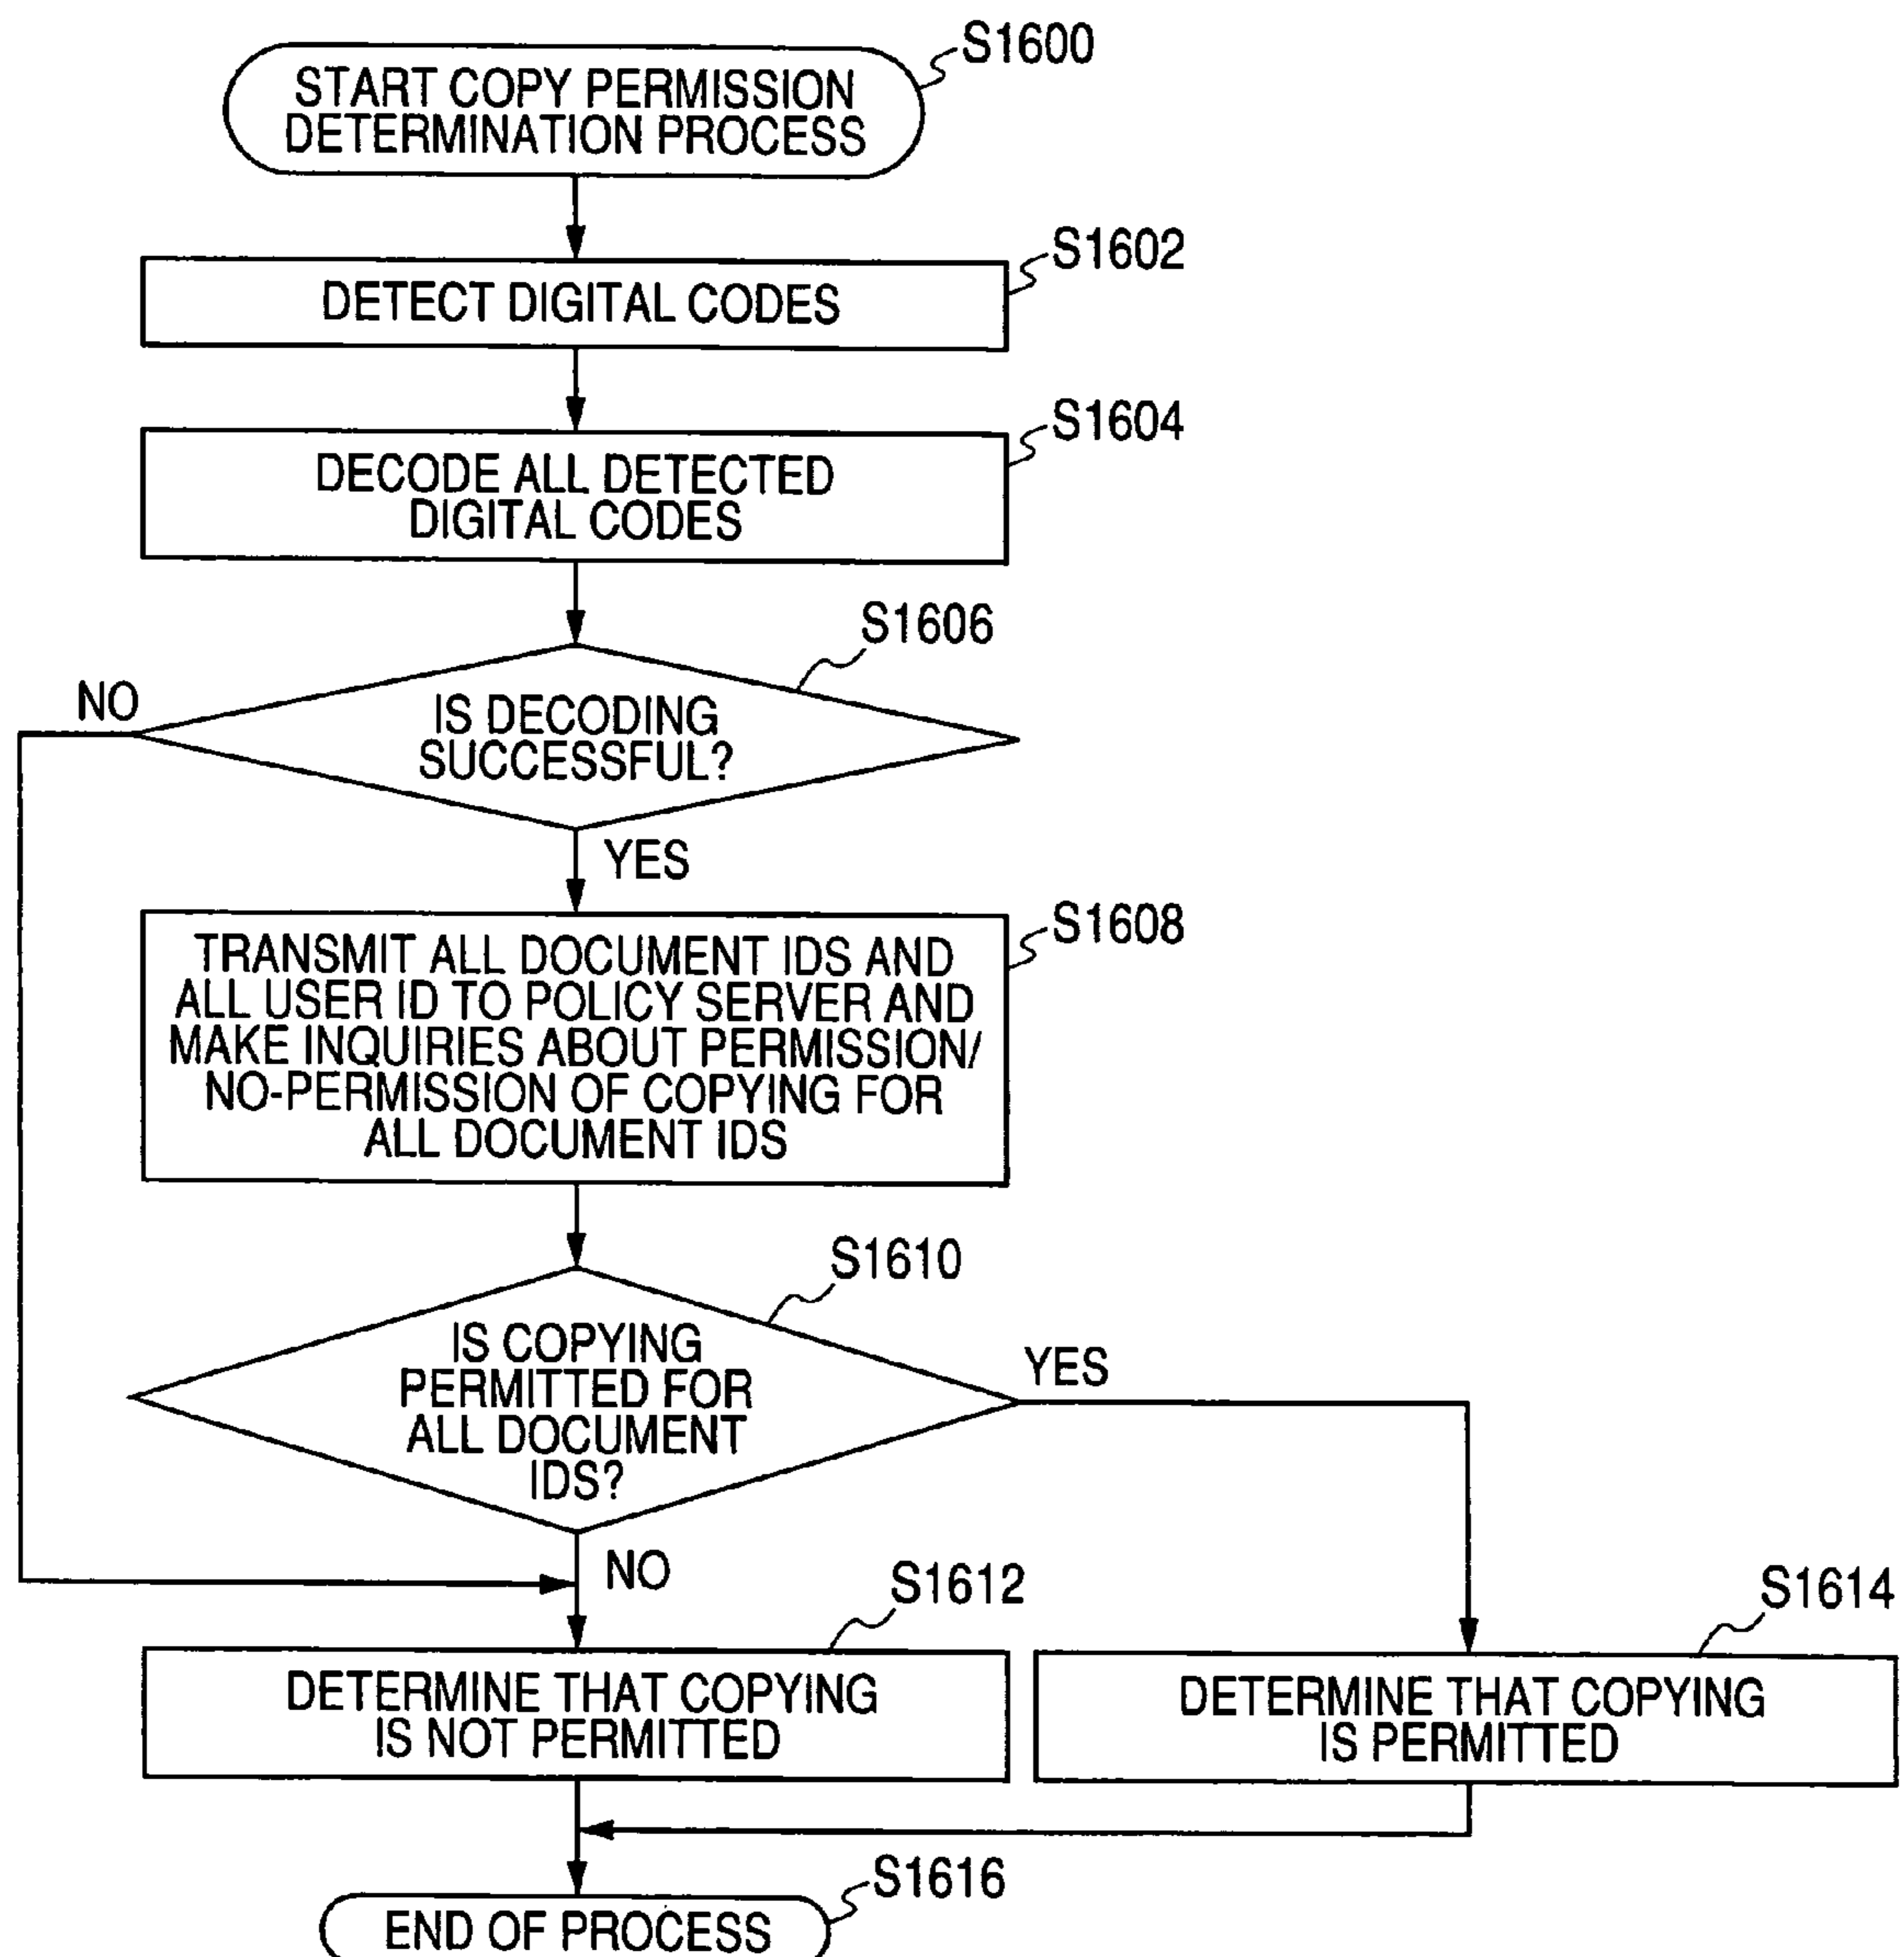 S1600
START COPY PERMISSION
DETERMINATION PROCESS
S1602
DETECT DIGITAL CODES
S1604
DECODE ALL DETECTED
DIGITAL CODES
S1606
NO
IS DECODING
SUCCESSFUL?
YES
S1608
TRANSMIT ALL DOCUMENT IDS AND
ALL USER ID TO POLICY SERVER AND
MAKE INQUIRIES ABOUT PERMISSION/
NO-PERMISSION OF COPYING FOR
ALL DOCUMENT IDS
S1610
IS COPYING
PERMITTED FOR
ALL DOCUMENT
IDS?
YES
NO
S1612
DETERMINE THAT COPYING
IS NOT PERMITTED
S1614
DETERMINE THAT COPYING
IS PERMITTED
S1616
END OF PROCESS